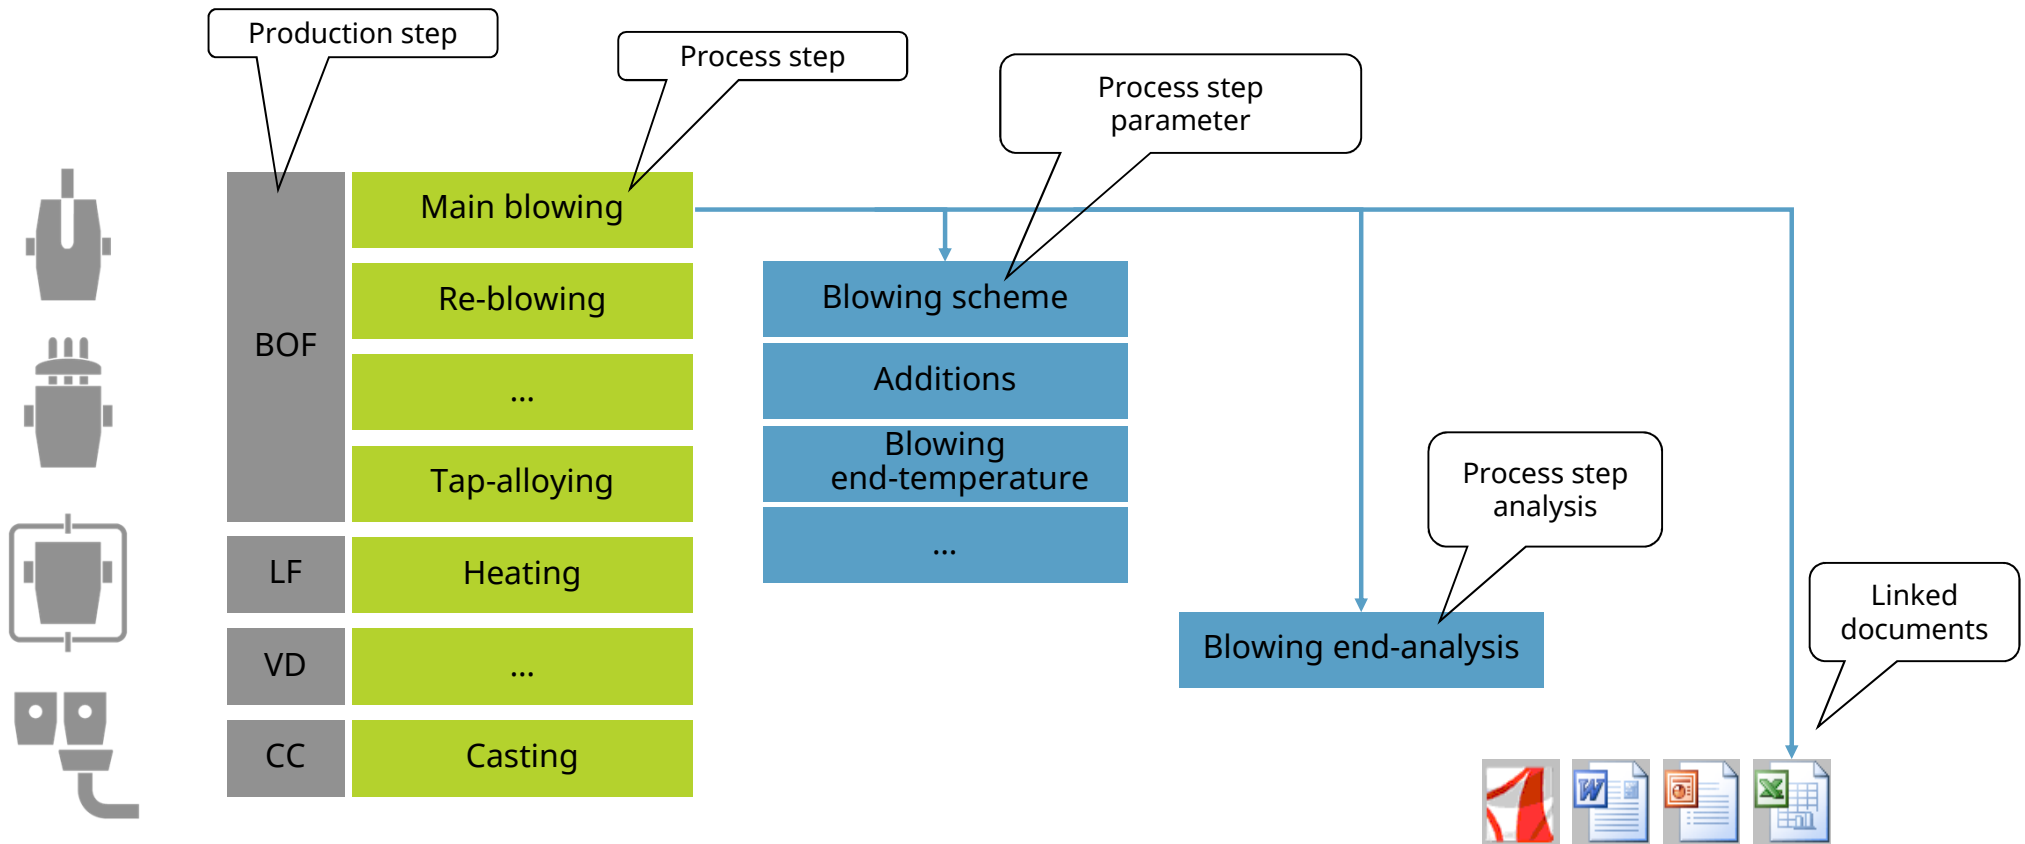 Production step
Process step
Process step
parameter
Main blowing
Re-blowing
Blowing scheme
BOF
Additions
...
Blowing
end-temperature
Tap-alloying
Process step
analysis
...
LF
Heating
Linked
documents
Blowing end-analysis
VD
...
CC
Casting
W
X